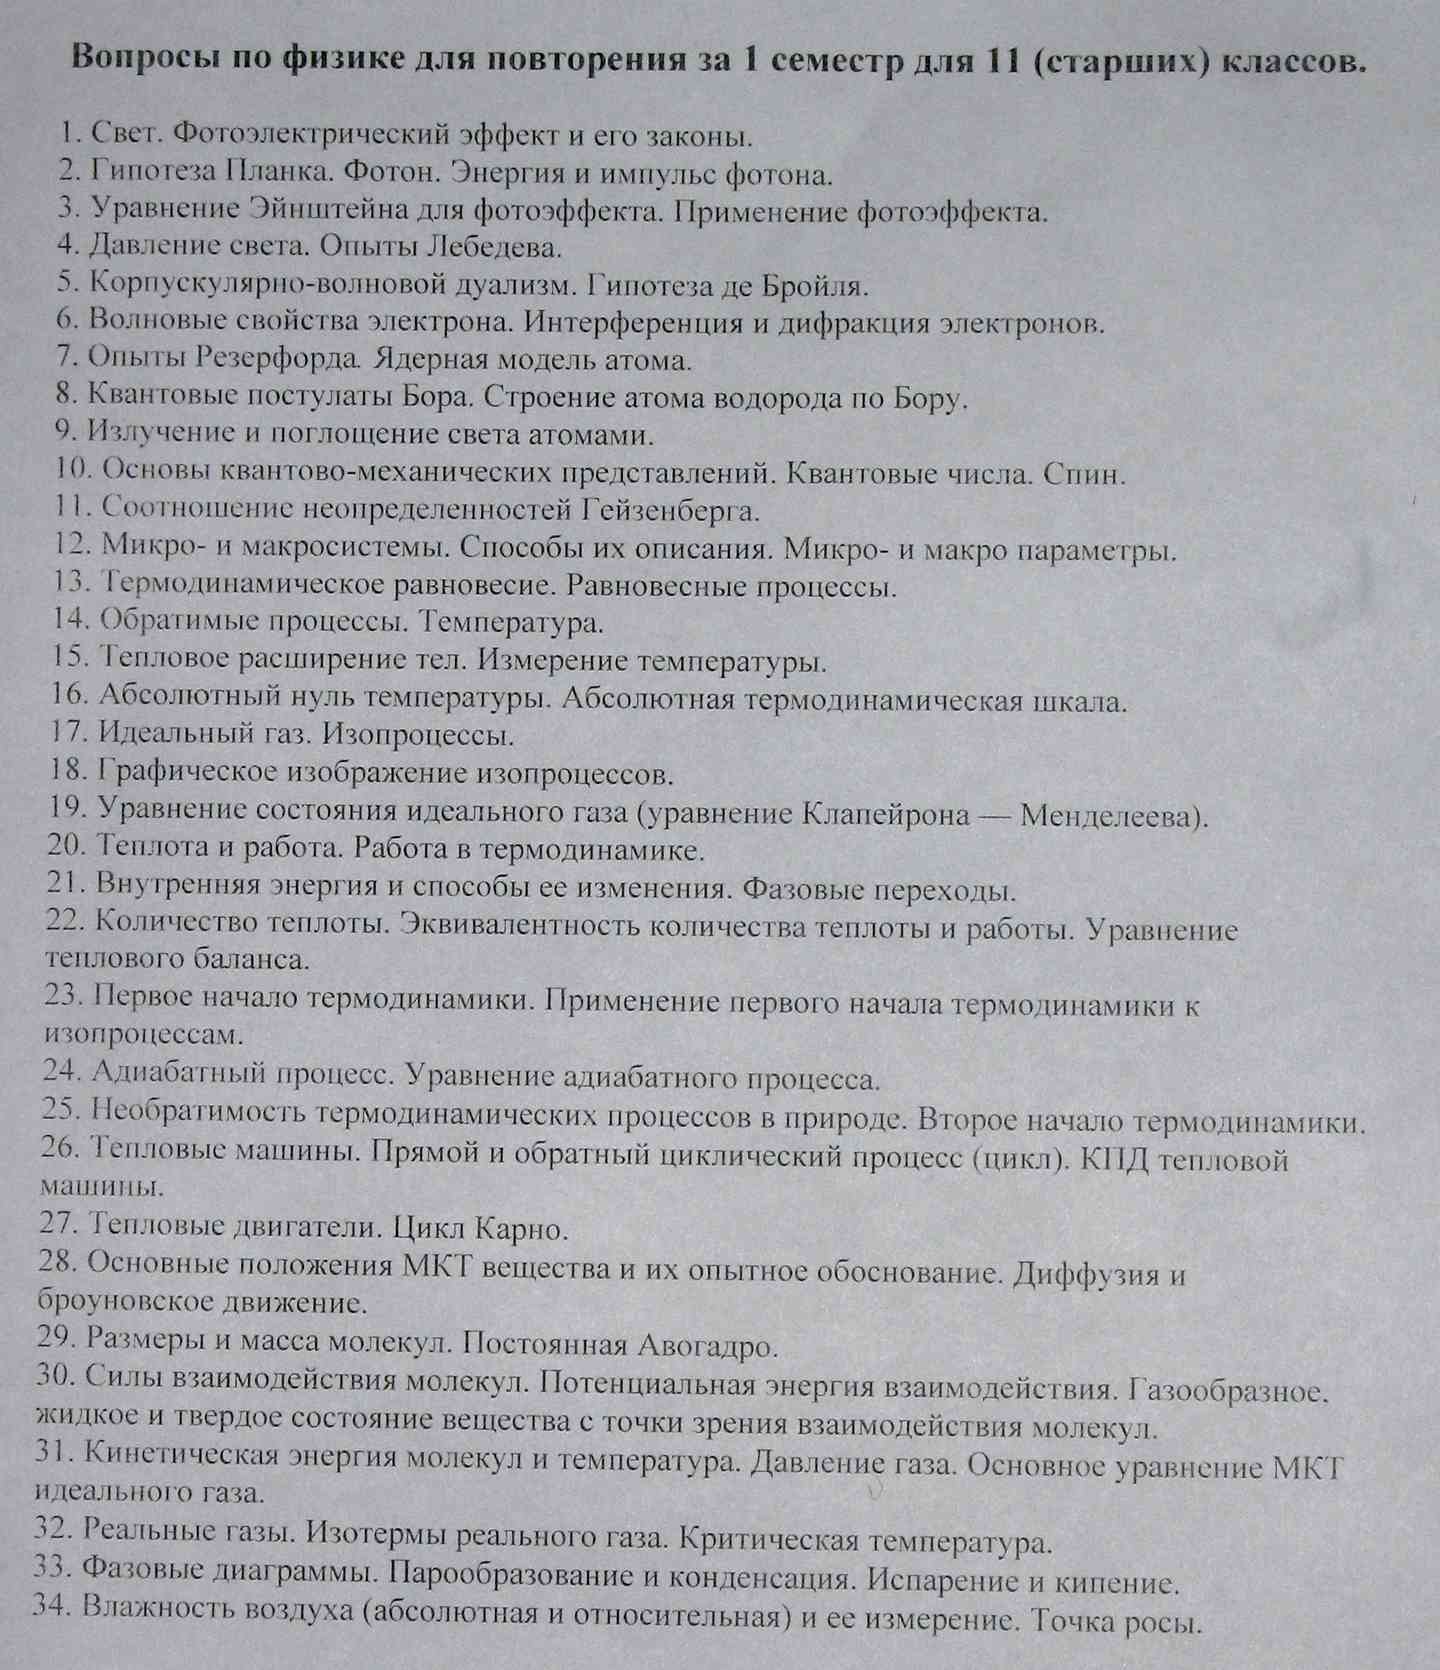 Вопросы по физике для повторения за 1 семестр для 11 (старших) классов.
1. Свет. Фотоэлектрический эффект и его законы.
2. Гипотеза Планка. Фотон. Энергия и импульс фотона.
3. Уравнение Эйнштейна для фотоэффекта. Применение фотоэффекта.
4. Давление света. Опыты Лебедева.
5. Корпускулярно-волновой дуализм. Гипотеза де Бройля.
6. Волновые свойства электрона. Интерференция и дифракция электронов.
7. Опыты Резерфорда. Ядерная модель атома.
8. Квантовые постулаты Бора. Строение атома водорода по Бору.
9. Излучение и поглощение света атомами.
10. Основы квантово-механических представлений. Квантовые числа. Спин.
11. Соотношение неопределенностей Гейзенберга.
12. Микро- и макросистемы. Способы их описания. Микро- и макро параметры.
13. Термодинамическое равновесие. Равновесные процессы.
14. Обратимые процессы. Температура.
15. Тепловое расширение тел. Измерение температуры.
16. Абсолютный нуль температуры. Абсолютная термодинамическая шкала.
17. Идеальный газ. Изопроцессы.
18. Графическое изображение изопроцессов.
19. Уравнение состояния идеального газа (уравнение Клапейрона — Менделеева).
20. Теплота и работа. Работа в термодинамике.
21. Внутренняя энергия и способы ее изменения. Фазовые переходы.
22. Количество теплоты. Эквивалентность количества теплоты и работы. Уравнение
теплового баланса.
23. Первое начало термодинамики. Применение первого начала термодинамики к
изопроцессам.
24. Адиабатный процесс. Уравнение адиабатного процесса.
25. Необратимость термодинамических процессов в природе. Второе начало термодинамики.
26. Тепловые машины. Прямой и обратный циклический процесс (цикл). КПД тепловой
машины.
27. Тепловые двигатели. Цикл Карно.
28. Основные положения МКТ вещества и их опытное обоснование. Диффузия и
броуновское движение.
29. Размеры и масса молекул. Постоянная Авогадро.
30. Силы взаимодействия молекул. Потенциальная энергия взаимодействия. Газообразное,
жидкое и твердое состояние вещества с точки зрения взаимодействия молекул.
31. Кинетическая энергия молекул и температура. Давление газа. Основное уравнение МКТ
идеального газа.
32. Реальные газы. Изотермы реального газа. Критическая температура.
33. Фазовые диаграммы. Парообразование и конденсация. Испарение и кипение.
34. Влажность воздуха (абсолютная и относительная) и ее измерение. Точка росы.